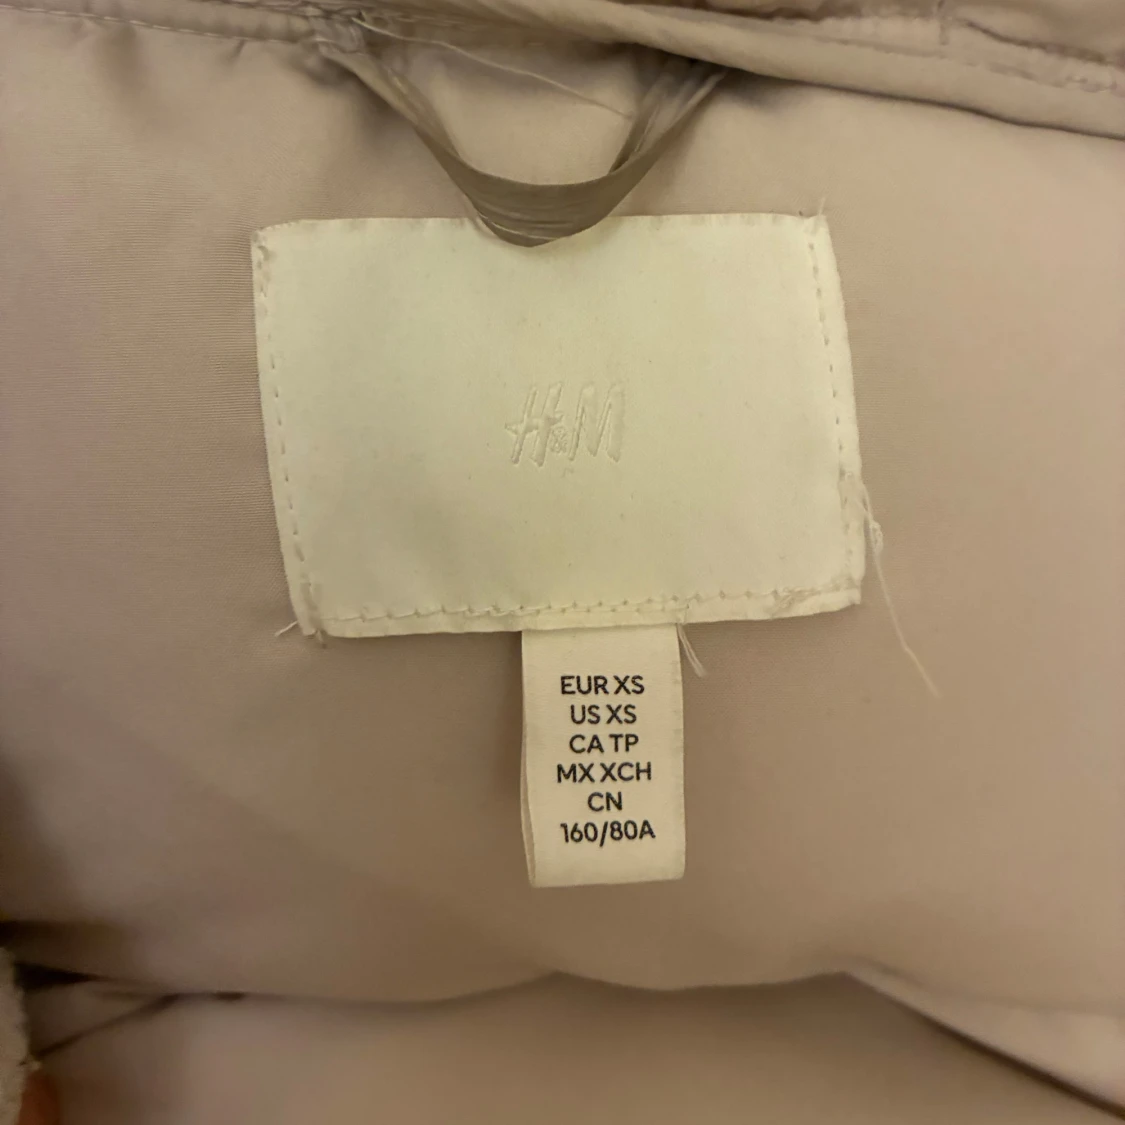 H&M
EUR XS
US XS
CA TP
MX XCH
CN
160/80A